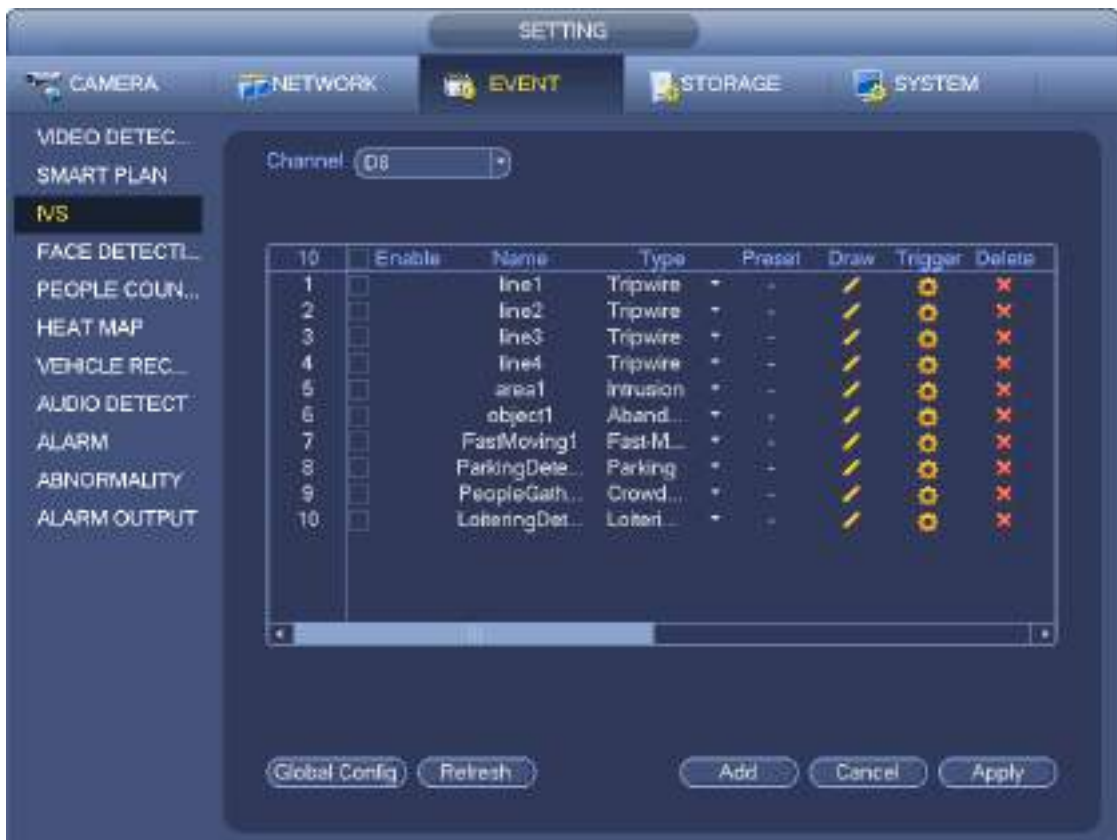 SETTING
CAMERA NETWORK EVENT STORAGE SYSTEM
VIDEO DETEC...
SMART PLAN
IVS
FACE DETECTI...
PEOPLE COUN...
HEAT MAP
VEHICLE REC...
AUDIO DETECT
ALARM
ABNORMALITY
ALARM OUTPUT
Channel D8
10 Enable Name Type Preset Draw Trigger Delete
1 line1 Tripwire -
2 line2 Tripwire -
3 line3 Tripwire -
4 line4 Tripwire -
5 area1 Intrusion -
6 object1 Aband... -
7 FastMoving1 Fast-M... -
8 ParkingDete... Parking -
9 PeopleGath... Crowd... -
10 LoiteringDet... Loiteri... -
Global Config Refresh Add Cancel Apply